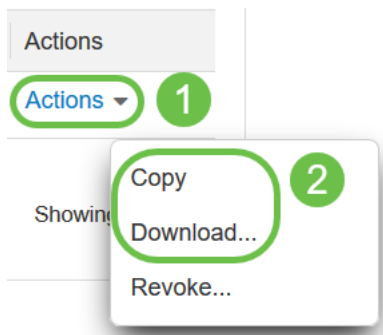 Actions
Actions
1
Copy
2
Showing
Download...
Revoke...